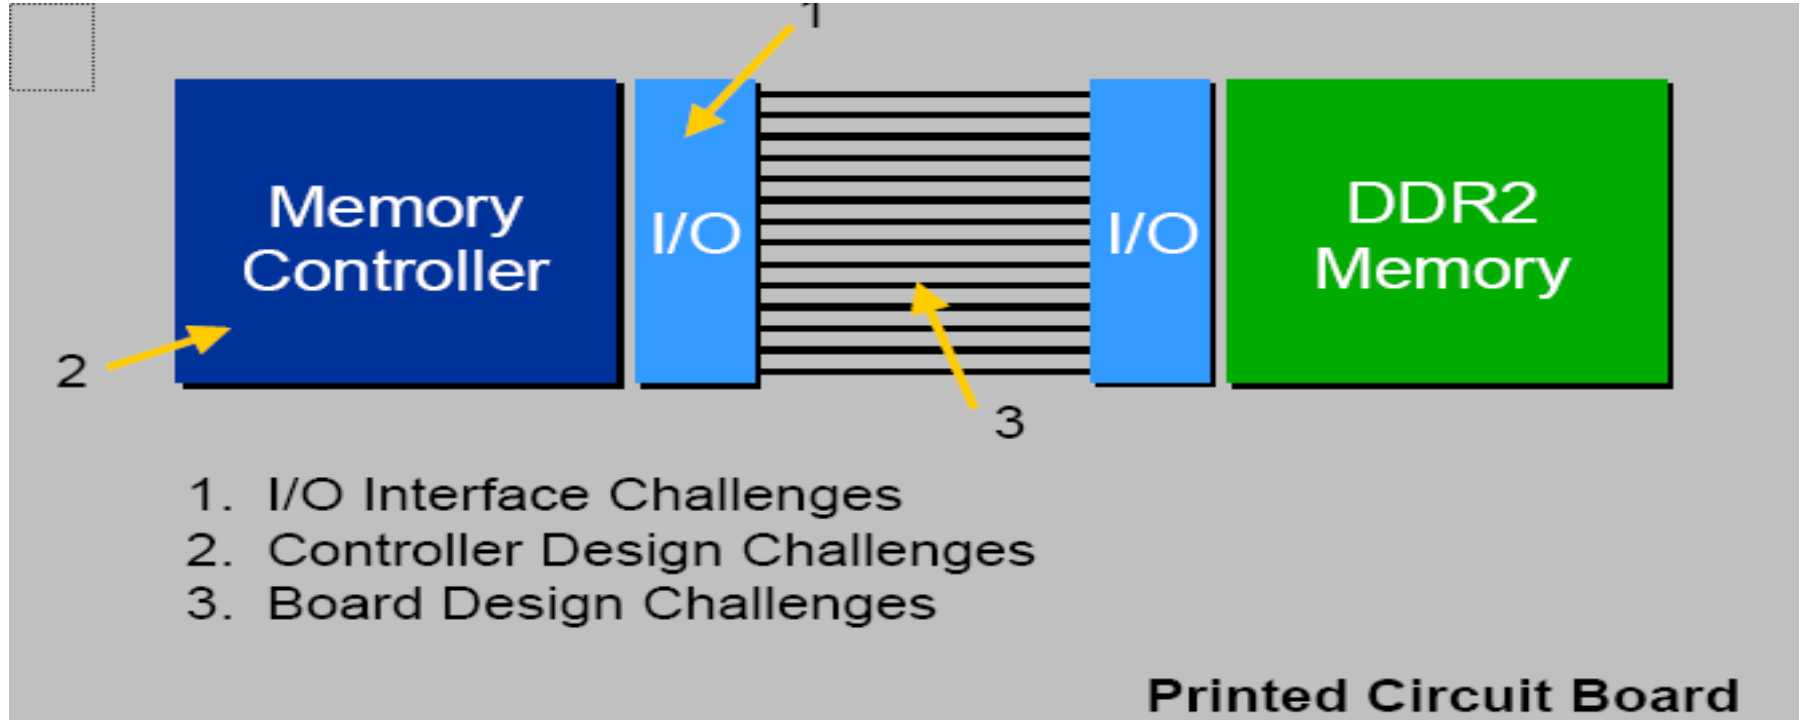 1
Memory
Controller
I/O
I/O
DDR2
Memory
2
3
1. I/O Interface Challenges
2. Controller Design Challenges
3. Board Design Challenges
Printed Circuit Board